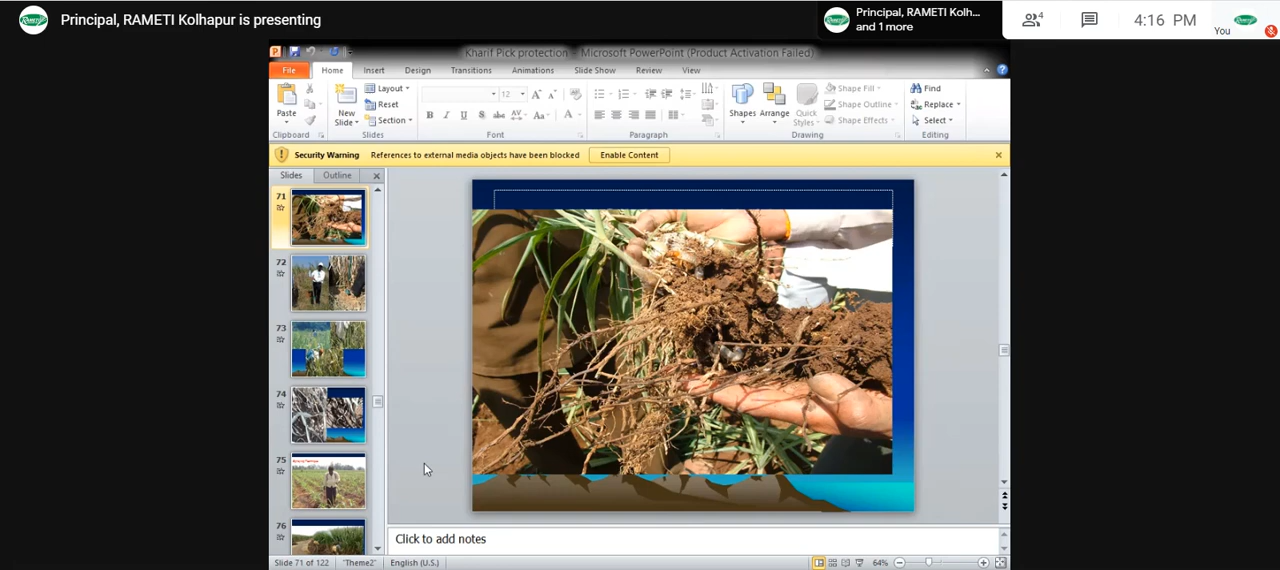 Principal, RAMETI Kolhapur is presenting
Principal, RAMETI Kolh...
and 1 more
4
4:16 PM
You
Kharif Pick protection - Microsoft PowerPoint (Product Activation Failed)
File Home Insert Design Transitions Animations Slide Show Review View
Paste
Clipboard
New
Slide
Layout
Reset
Section
Slides
12
Font
Paragraph
Shapes
Arrange
Quick
Styles
Shape Fill
Shape Outline
Shape Effects
Drawing
Find
Replace
Select
Editing
Security Warning References to external media objects have been blocked Enable Content
Slides Outline
71
72
73
74
75
76
Click to add notes
Slide 71 of 122 "Theme2" English (U.S.) 64%